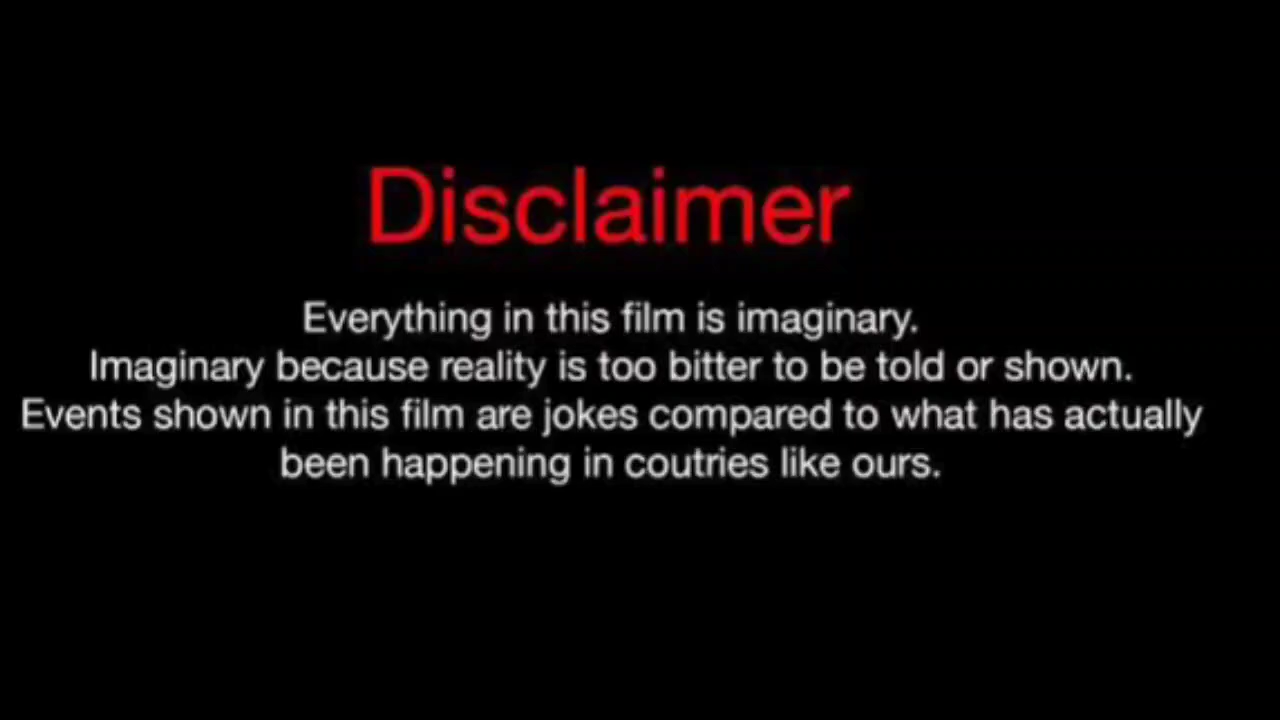 Disclaimer
Everything in this film is imaginary.
Imaginary because reality is too bitter to be told or shown.
Events shown in this film are jokes compared to what has actually
been happening in coutries like ours.